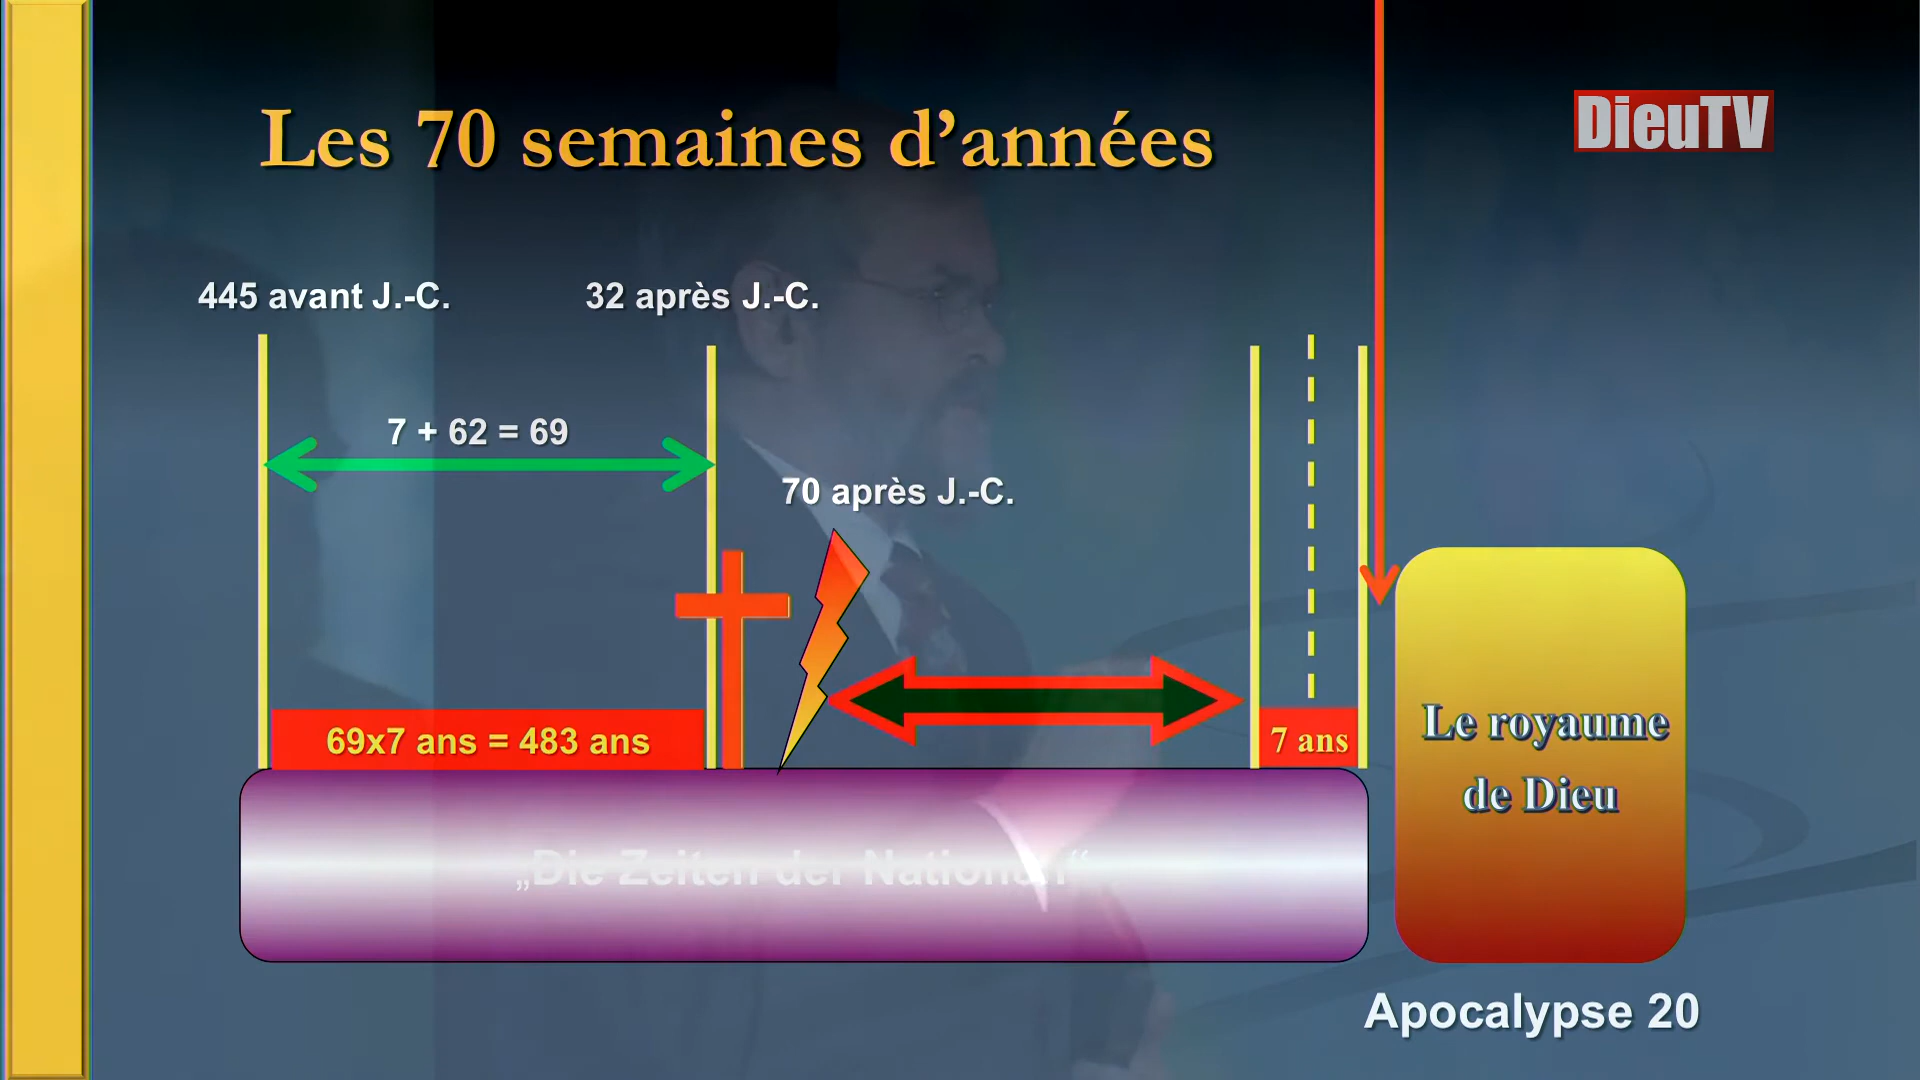 Les 70 semaines d’années
DieuTV
445 avant J.-C.
32 après J.-C.
7 + 62 = 69
70 après J.-C.
69x7 ans = 483 ans
7 ans
Le royaume
de Dieu
„Die Zeiten der Nationen“
Apocalypse 20